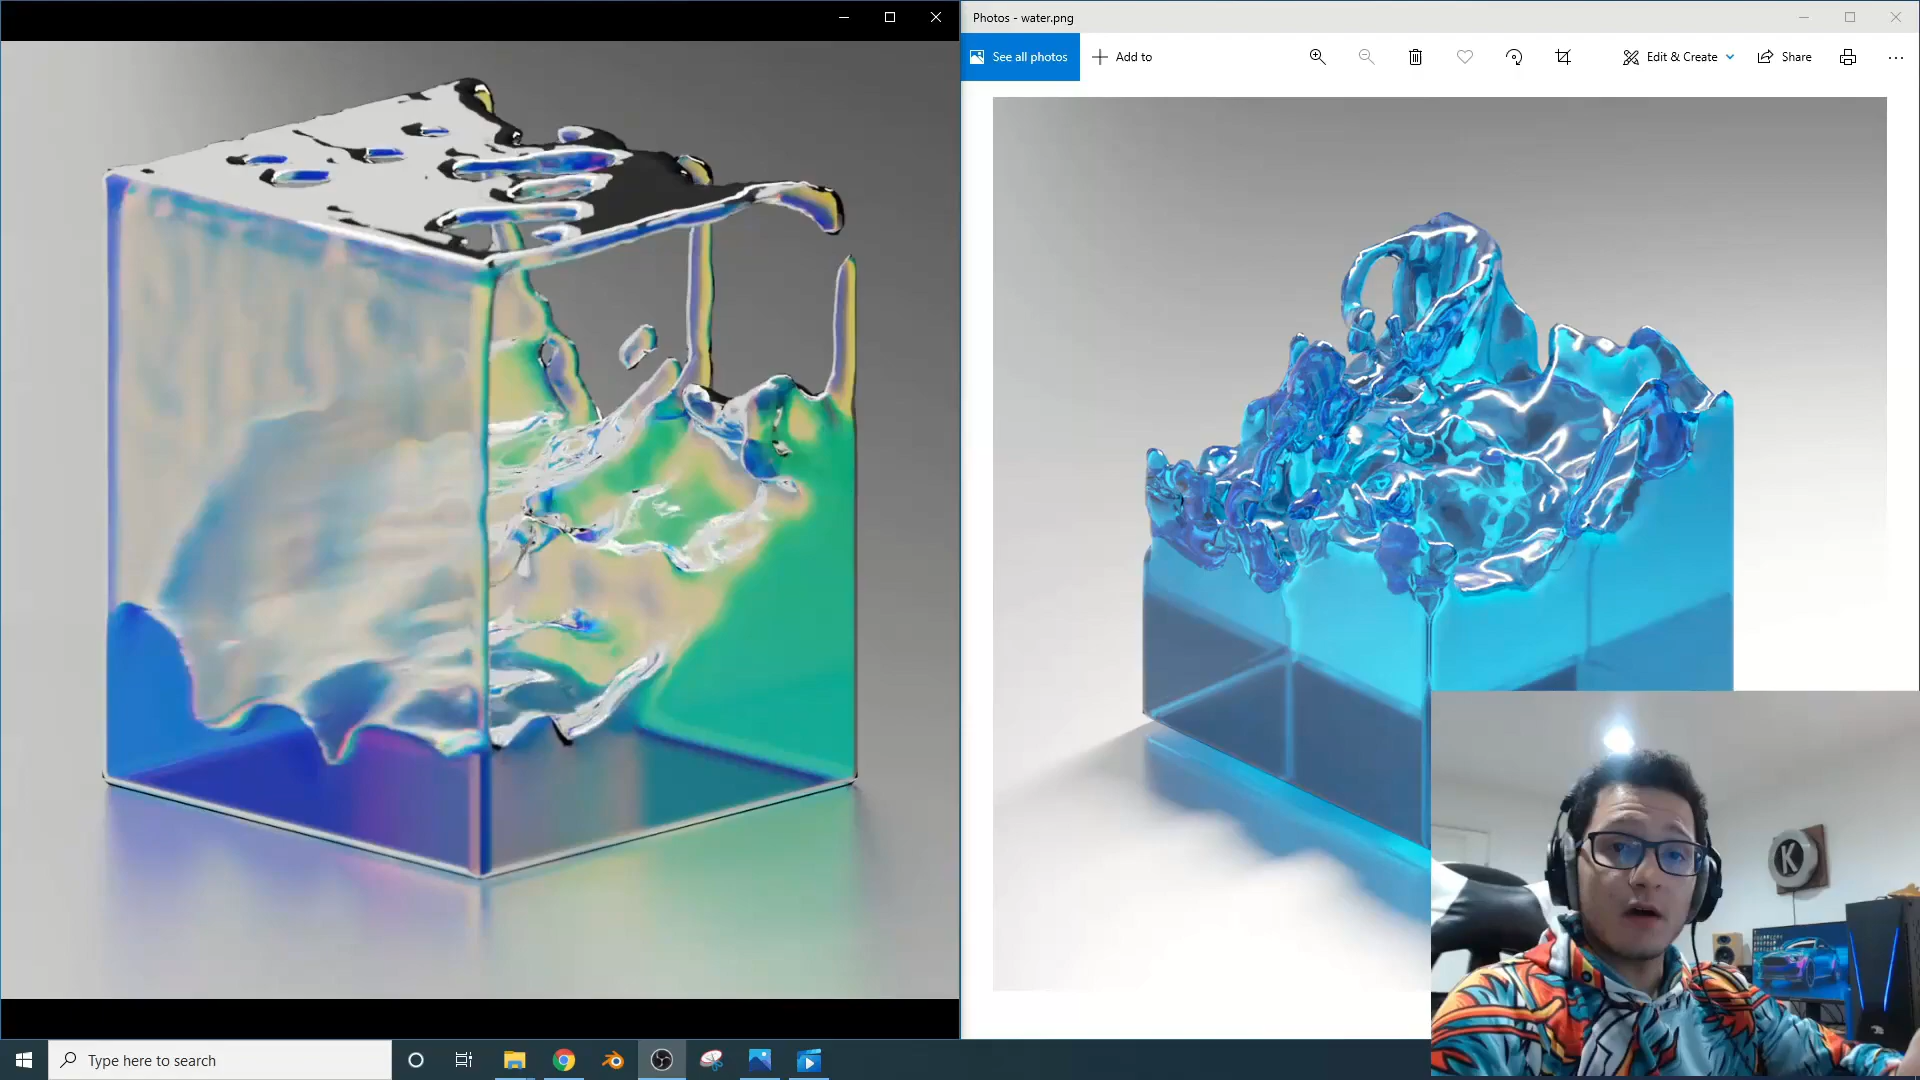 Photos - water.png
See all photos
Add to
Edit & Create
Share
K
Type here to search